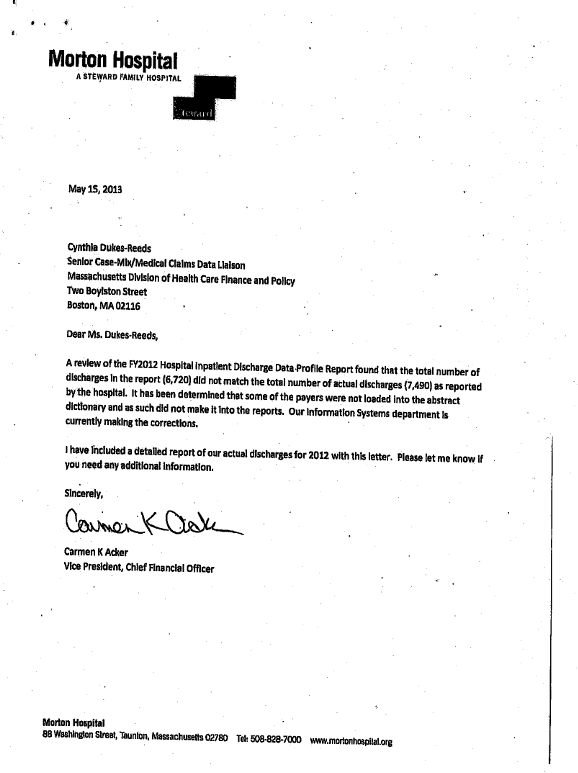 Morton Hospital
A STEWARD FAMILY HOSPITAL
Steward
May 15, 2013
Cynthia Dukes-Reeds
Senior Case-Mix/Medical Claims Data Liaison
Massachusetts Division of Health Care Finance and Policy
Two Boylston Street
Boston, MA 02116
Dear Ms. Dukes-Reeds,
A review of the FY2012 Hospital Inpatient Discharge Data Profile Report found that the total number of
discharges in the report (6,720) did not match the total number of actual discharges (7,490) as reported
by the hospital. It has been determined that some of the payers were not loaded into the abstract
dictionary and as such did not make it into the reports. Our Information Systems department is
currently making the corrections.
I have included a detailed report of our actual discharges for 2012 with this letter. Please let me know if
you need any additional information.
Sincerely,
Carmen K Acker
Carmen K Acker
Vice President, Chief Financial Officer
Morton Hospital
88 Washington Street, Taunton, Massachusetts 02780 Tel: 508-828-7000 www.mortonhospital.org